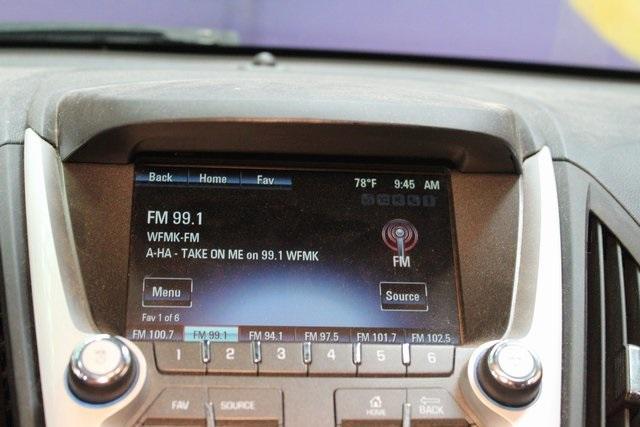 Back Home Fav 78°F 9:45 AM
FM 99.1
WFMK-FM
A-HA - TAKE ON ME on 99.1 WFMK
FM
Menu Source
Fav 1 of 6
FM 100.7 FM 99.1 FM 94.1 FM 97.5 FM 101.7 FM 102.5
1 2 3 4 5 6
FAV SOURCE HOME BACK